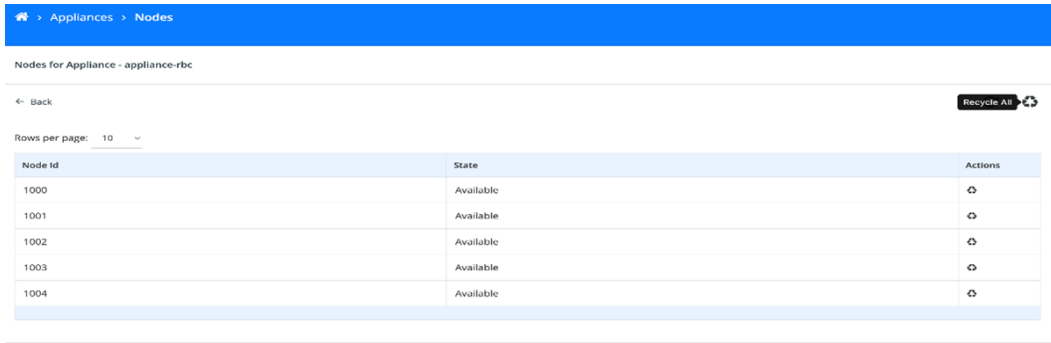 > Appliances > Nodes
Nodes for Appliance - appliance-rbc
← Back
Recycle All
Rows per page: 10
Node Id State Actions
1000 Available
1001 Available
1002 Available
1003 Available
1004 Available